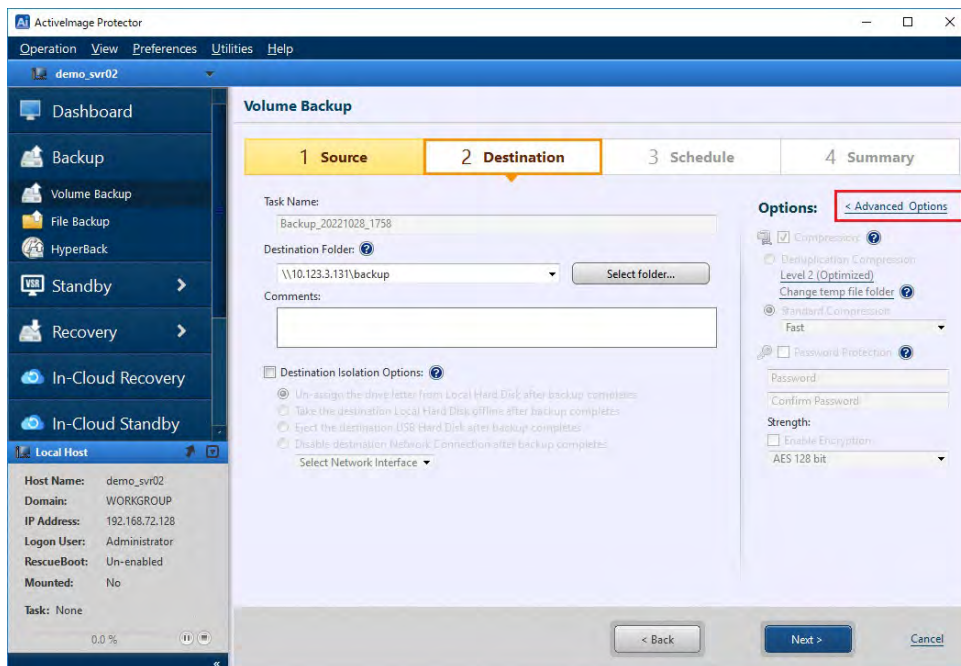 Ai ActiveImage Protector
Operation View Preferences Utilities Help
demo_svr02
Dashboard
Backup
Volume Backup
File Backup
HyperBack
VSR Standby
Recovery
In-Cloud Recovery
In-Cloud Standby
Local Host
Host Name: demo_svr02
Domain: WORKGROUP
IP Address: 192.168.72.128
Logon User: Administrator
RescueBoot: Un-enabled
Mounted: No
Task: None
0.0 %
«
Volume Backup
1 Source
2 Destination
3 Schedule
4 Summary
Task Name:
Backup_20221028_1758
Destination Folder: ?
\\10.123.3.131\backup
Select folder...
Comments:
Destination Isolation Options: ?
Un-assign the drive letter from Local Hard Disk after backup completes
Take the destination Local Hard Disk offline after backup completes
Eject the destination USB Hard Disk after backup completes
Disable destination Network Connection after backup completes
Select Network Interface
Options: < Advanced Options
Compression: ?
Deduplication Compression
Level 2 (Optimized)
Change temp file folder ?
Standard Compression
Fast
Password Protection ?
Password
Confirm Password
Strength:
Enable Encryption
AES 128 bit
< Back
Next >
Cancel